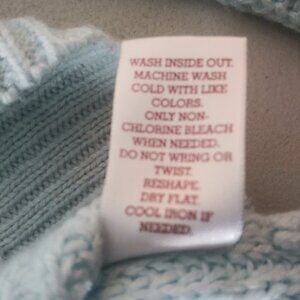 WASH INSIDE OUT.
MACHINE WASH
COLD WITH LIKE
COLORS.
ONLY NON-
CHLORINE BLEACH
WHEN NEEDED.
DO NOT WRING OR
TWIST.
RESHAPE.
DRY FLAT.
COOL IRON IF
NEEDED.